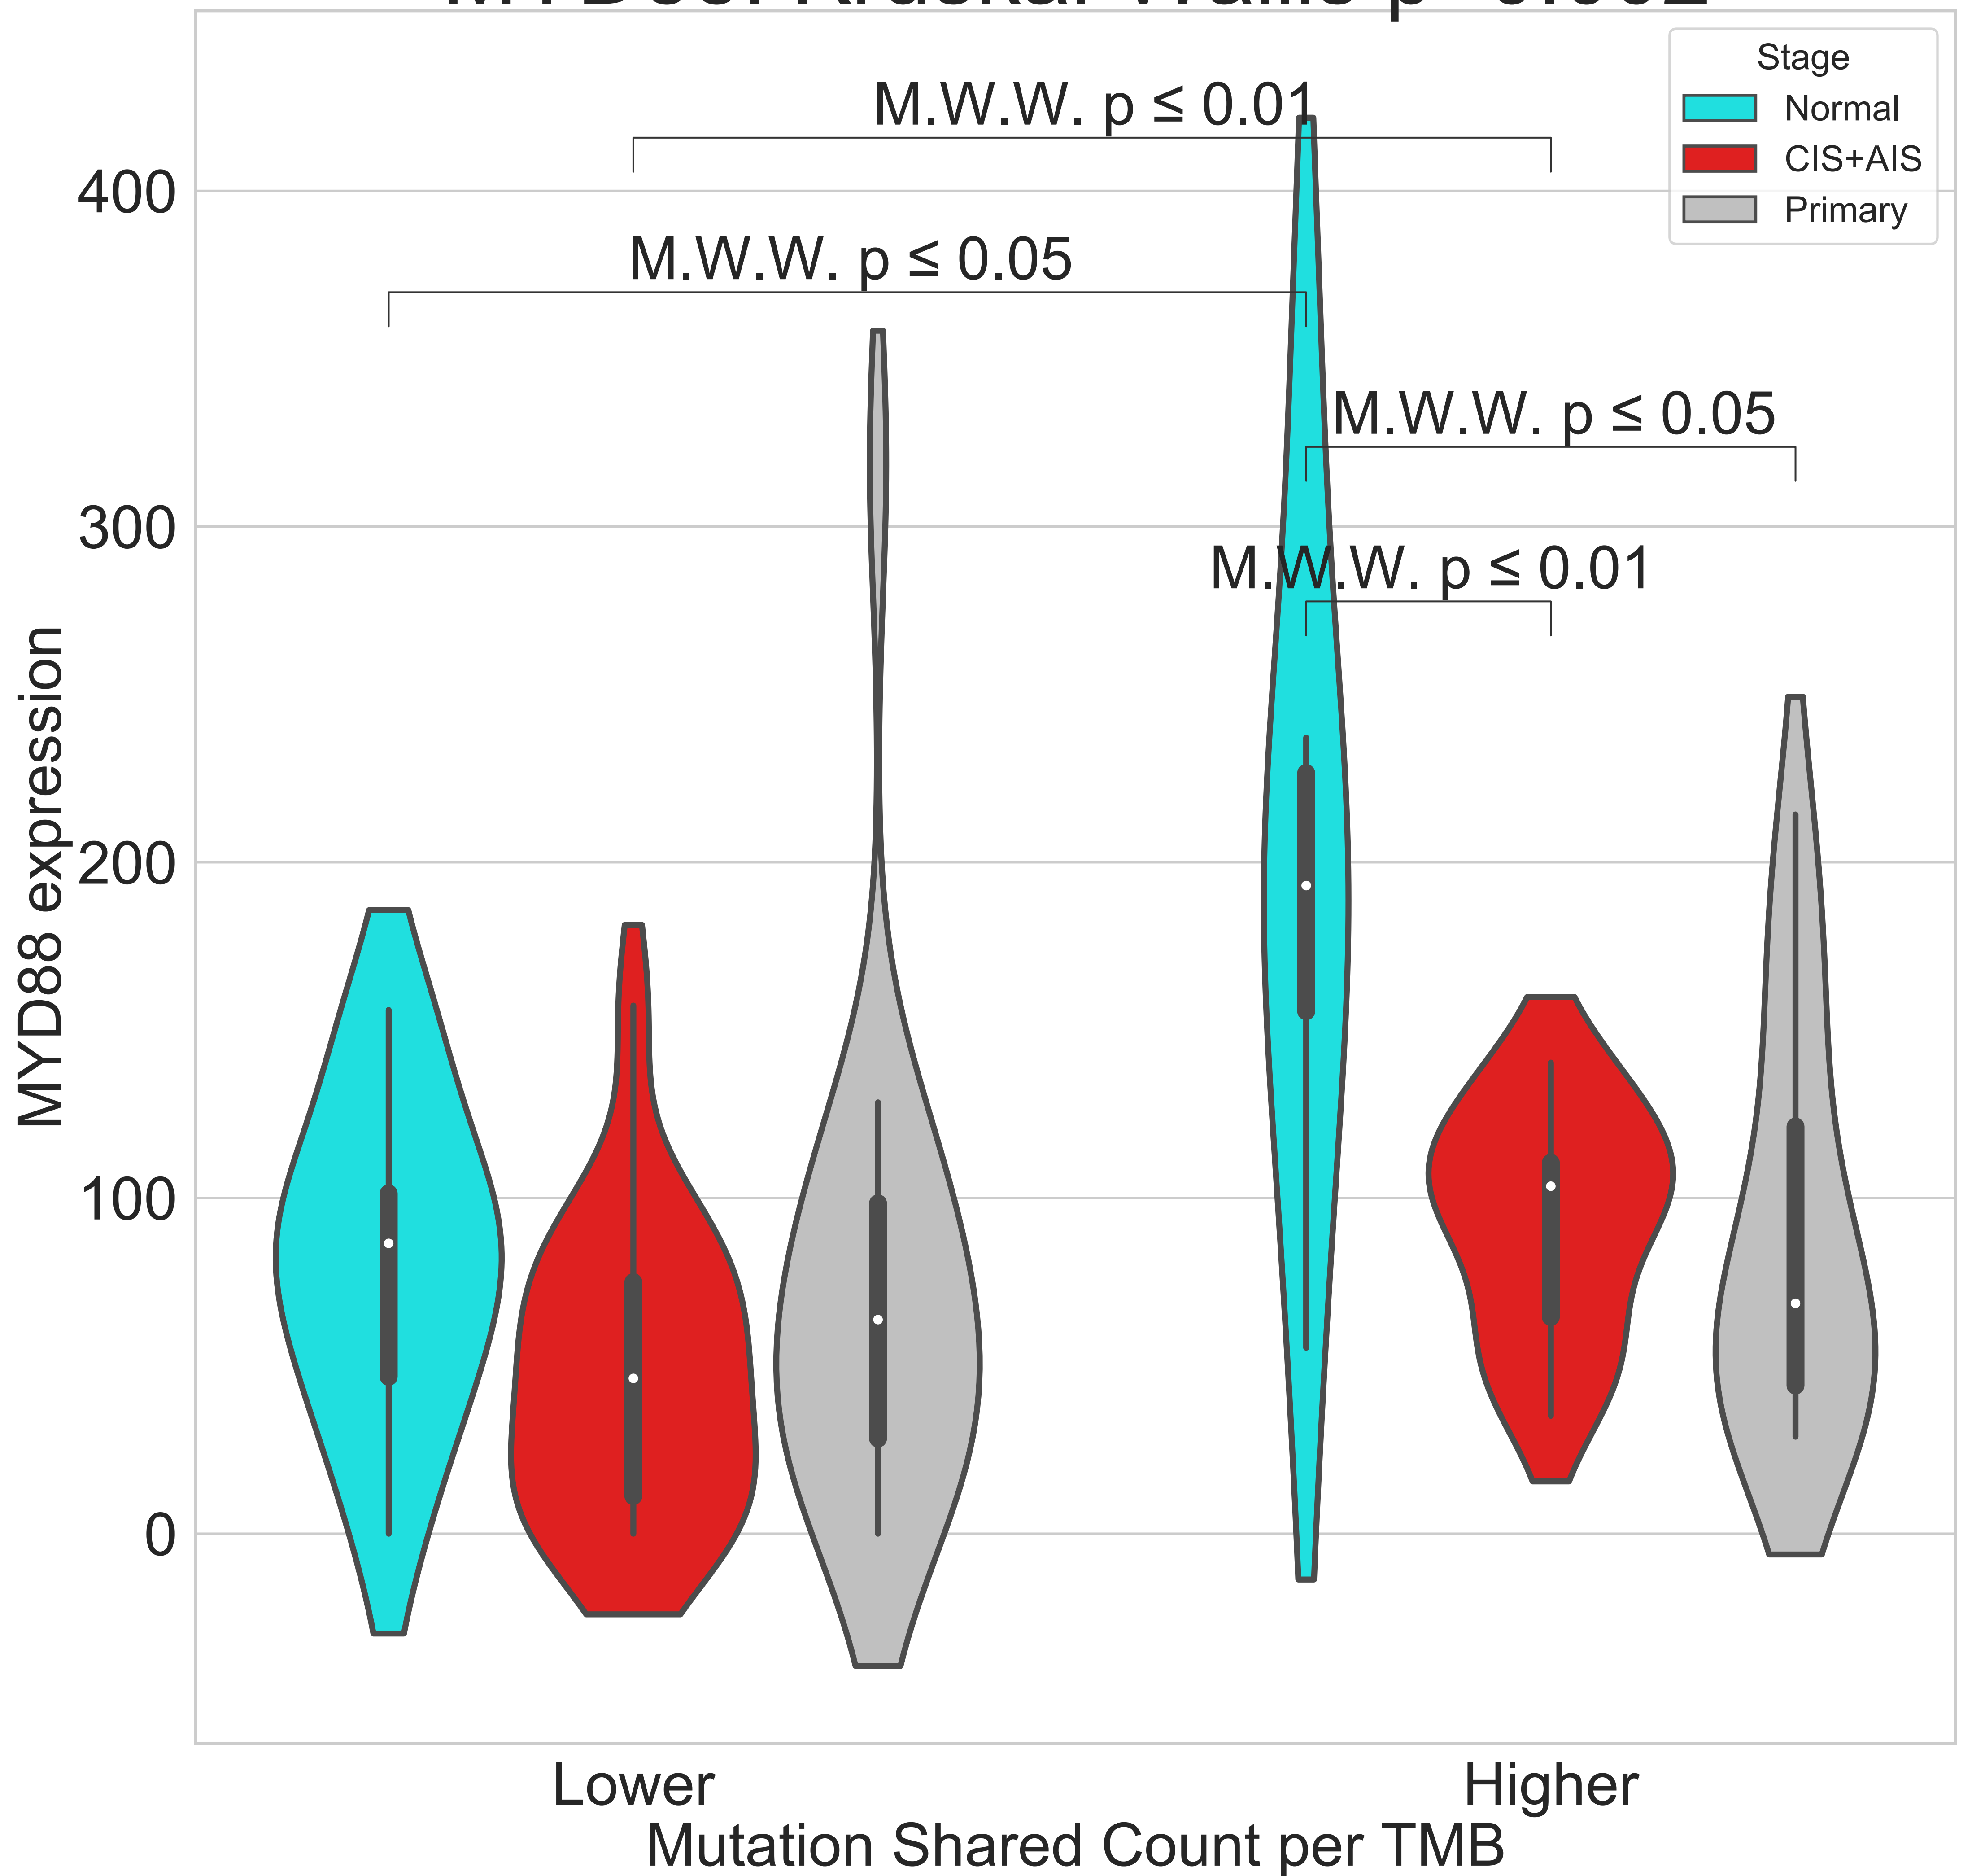 Stage
Normal
CIS+AIS
Primary
M.W.W. p ≤ 0.01
M.W.W. p ≤ 0.05
M.W.W. p ≤ 0.05
M.W.W. p ≤ 0.01
400
300
200
100
0
MYD88 expression
Lower
Higher
Mutation Shared Count per TMB